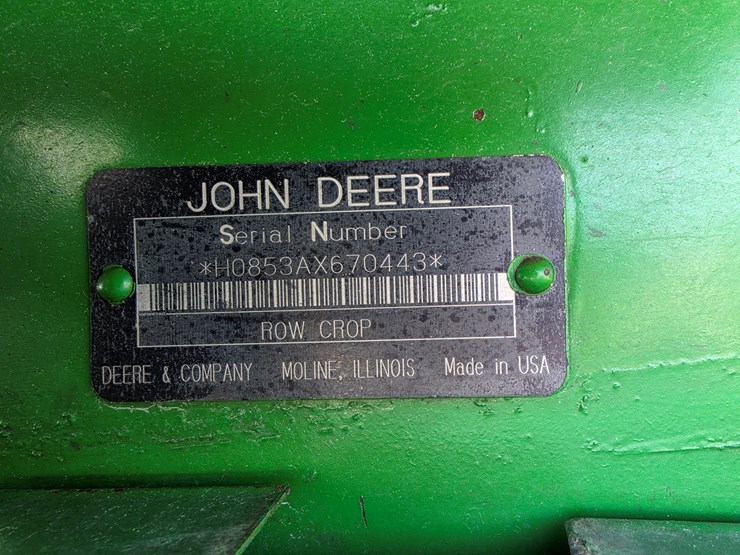 JOHN DEERE
Serial Number
*H0853AX670443*
ROW CROP
DEERE & COMPANY MOLINE, ILLINOIS Made in USA